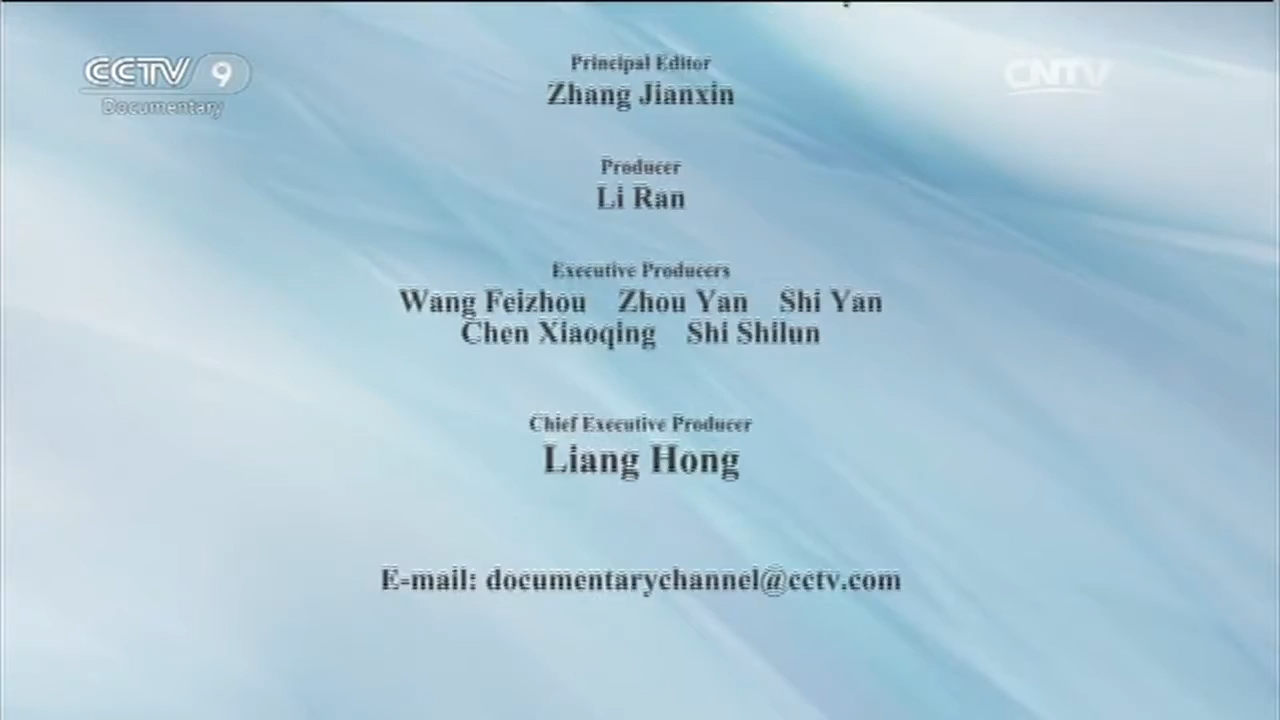 CCTV 9
Documentary
CNTV
Principal Editor
Zhang Jianxin
Producer
Li Ran
Executive Producers
Wang Feizhou Zhou Yan Shi Yan
Chen Xiaoqing Shi Shilun
Chief Executive Producer
Liang Hong
E-mail: documentarychannel@cctv.com